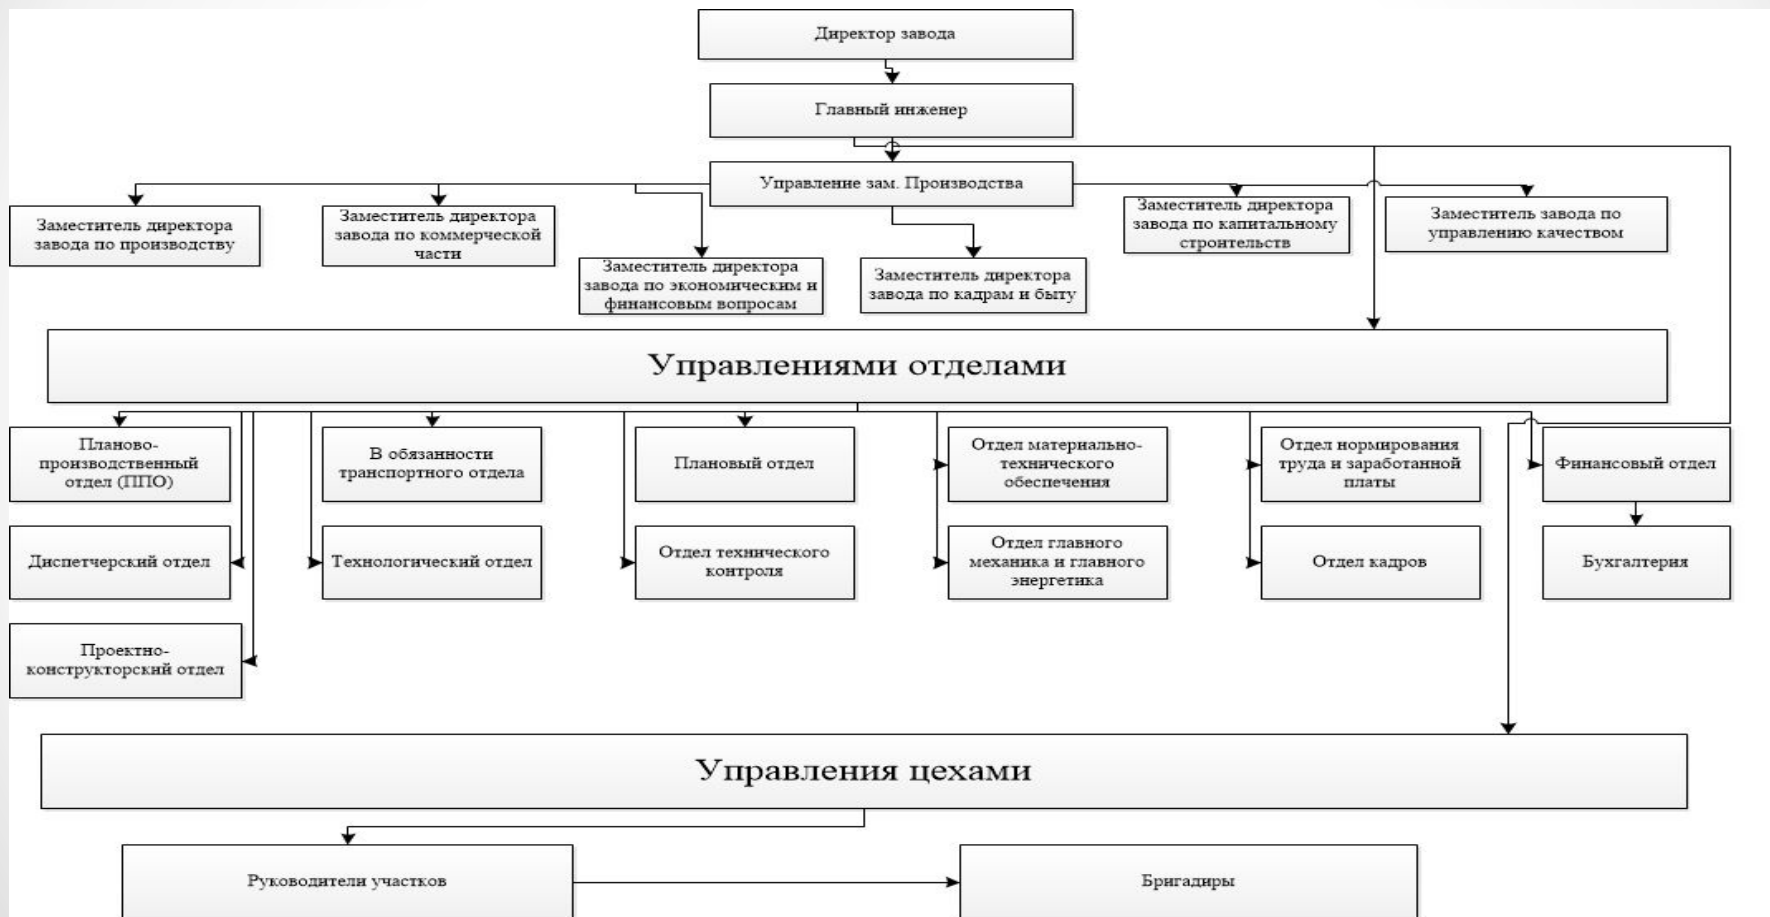 Директор завода
Главный инженер
Управление зам. Производства
Заместитель директора
завода по производству
Заместитель директора
завода по коммерческой
части
Заместитель директора
завода по экономическим и
финансовым вопросам
Заместитель директора
завода по кадрам и быту
Заместитель директора
завода по капитальному
строительств
Заместитель завода по
управлению качеством
Управлениями отделами
Планово-
производственный
отдел (ППО)
В обязанности
транспортного отдела
Плановый отдел
Отдел материально-
технического
обеспечения
Отдел нормирования
труда и заработанной
платы
Финансовый отдел
Диспетчерский отдел
Технологический отдел
Отдел технического
контроля
Отдел главного
механика и главного
энергетика
Отдел кадров
Бухгалтерия
Проектно-
конструкторский отдел
Управления цехами
Руководители участков
Бригадиры